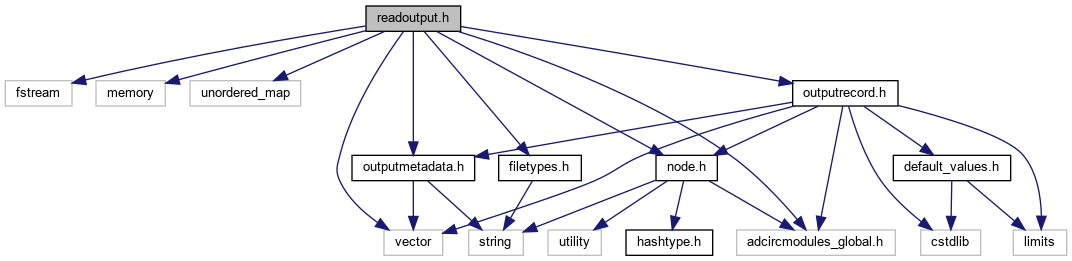 readoutput.h
fstream
memory
unordered_map
outputrecord.h
outputmetadata.h
filetypes.h
node.h
default_values.h
vector
string
utility
hashtype.h
adcircmodules_global.h
cstdlib
limits